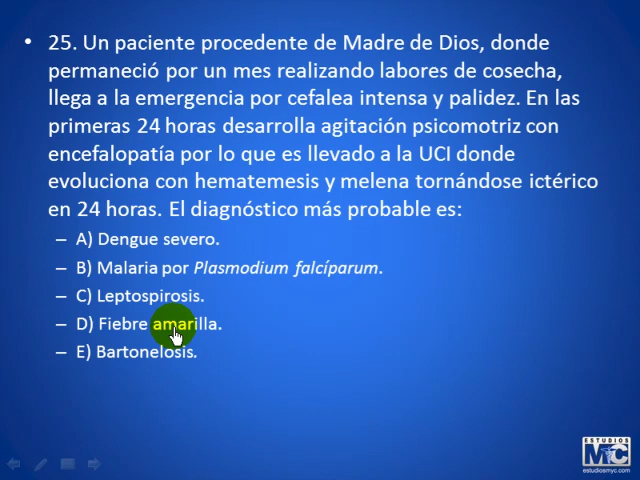 • 25. Un paciente procedente de Madre de Dios, donde
permaneció por un mes realizando labores de cosecha,
llega a la emergencia por cefalea intensa y palidez. En las
primeras 24 horas desarrolla agitación psicomotriz con
encefalopatía por lo que es llevado a la UCI donde
evoluciona con hematemesis y melena tornándose ictérico
en 24 horas. El diagnóstico más probable es:
– A) Dengue severo.
– B) Malaria por Plasmodium falcíparum.
– C) Leptospirosis.
– D) Fiebre amarilla.
– E) Bartonelosis.
ESTUDIOS
MyC
estudiosmyc.com